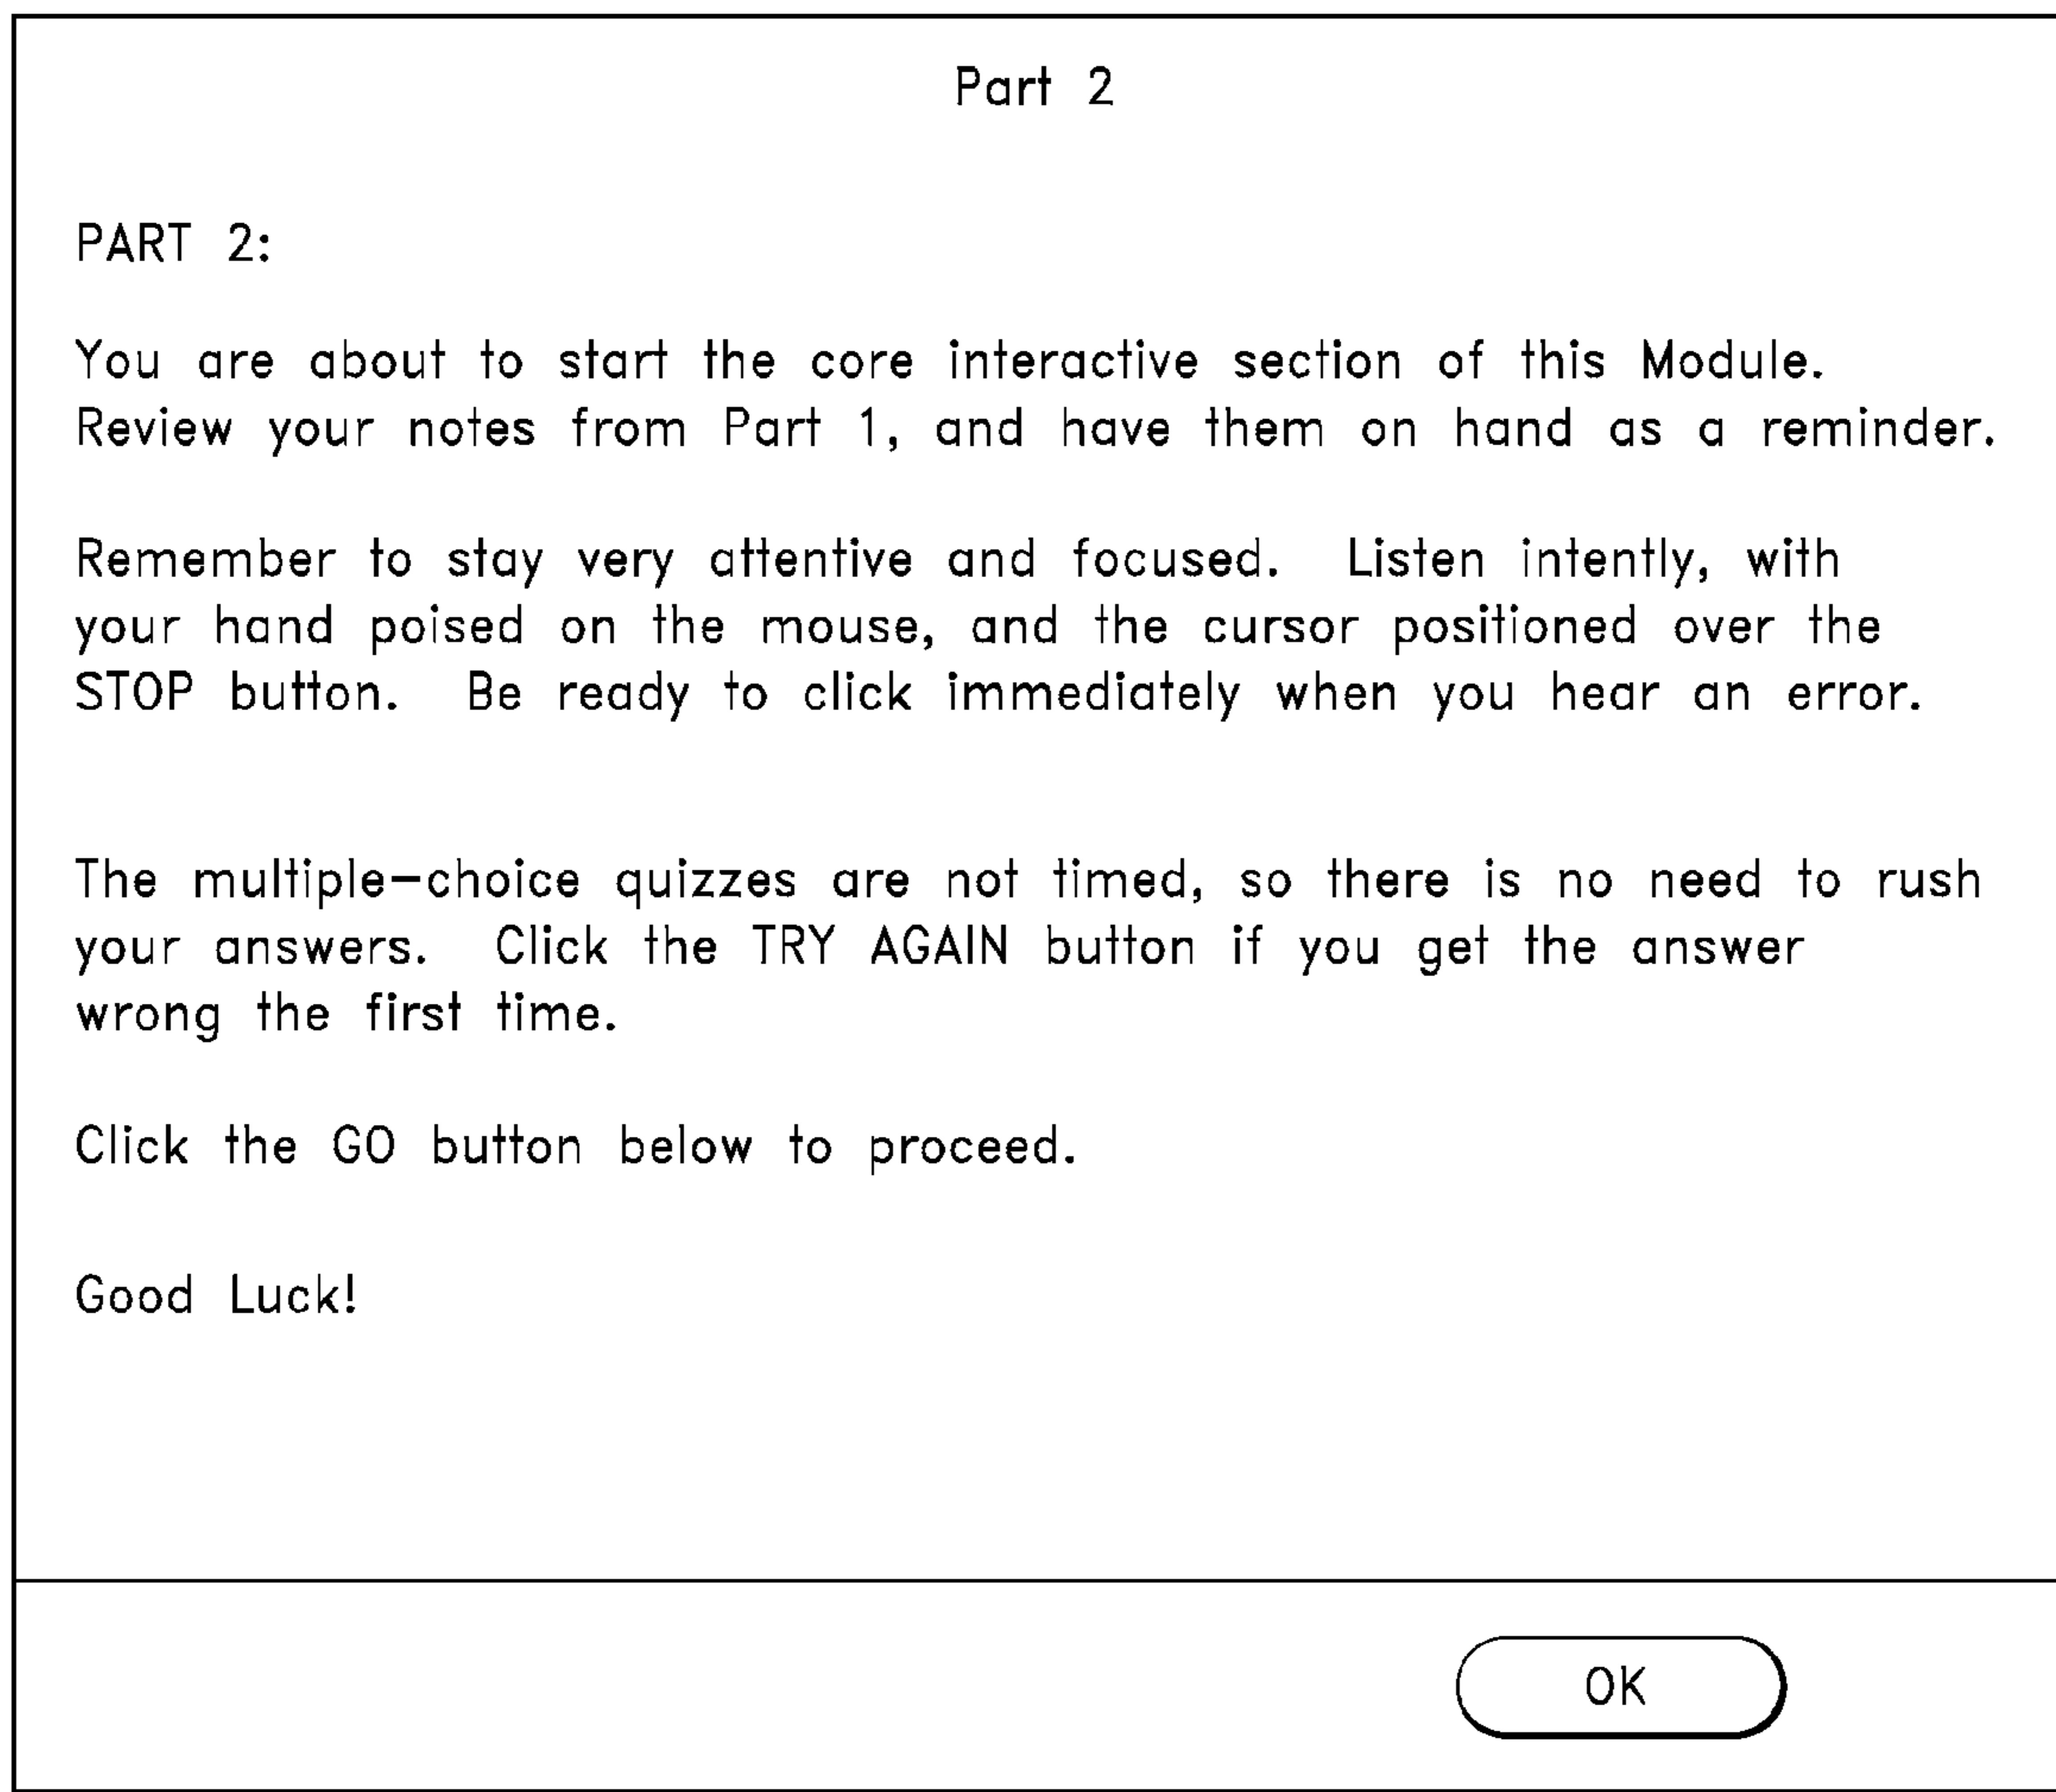 Part 2
PART 2:
You are about to start the core interactive section of this Module.
Review your notes from Part 1, and have them on hand as a reminder.
Remember to stay very attentive and focused.  Listen intently, with
your hand poised on the mouse, and the cursor positioned over the
STOP button.  Be ready to click immediately when you hear an error.
The multiple-choice quizzes are not timed, so there is no need to rush
your answers.  Click the TRY AGAIN button if you get the answer
wrong the first time.
Click the GO button below to proceed.
Good Luck!
OK